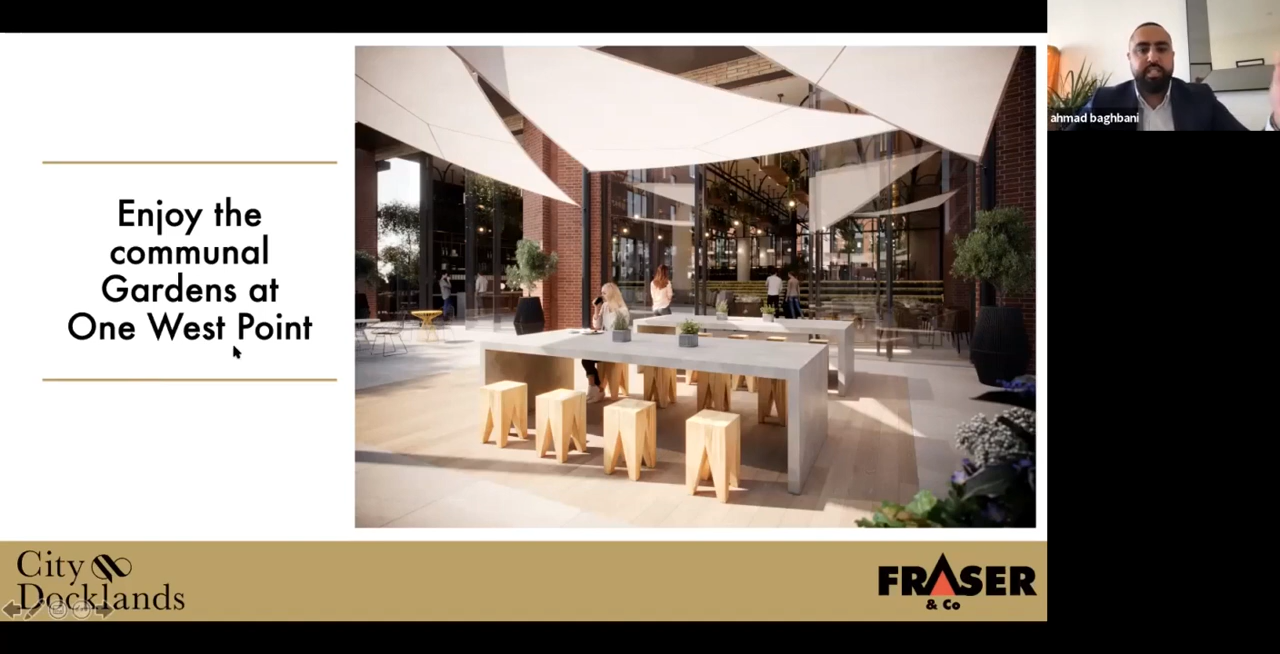 Enjoy the
communal
Gardens at
One West Point
ahmad baghbani
City
Docklands
FRASER
& Co